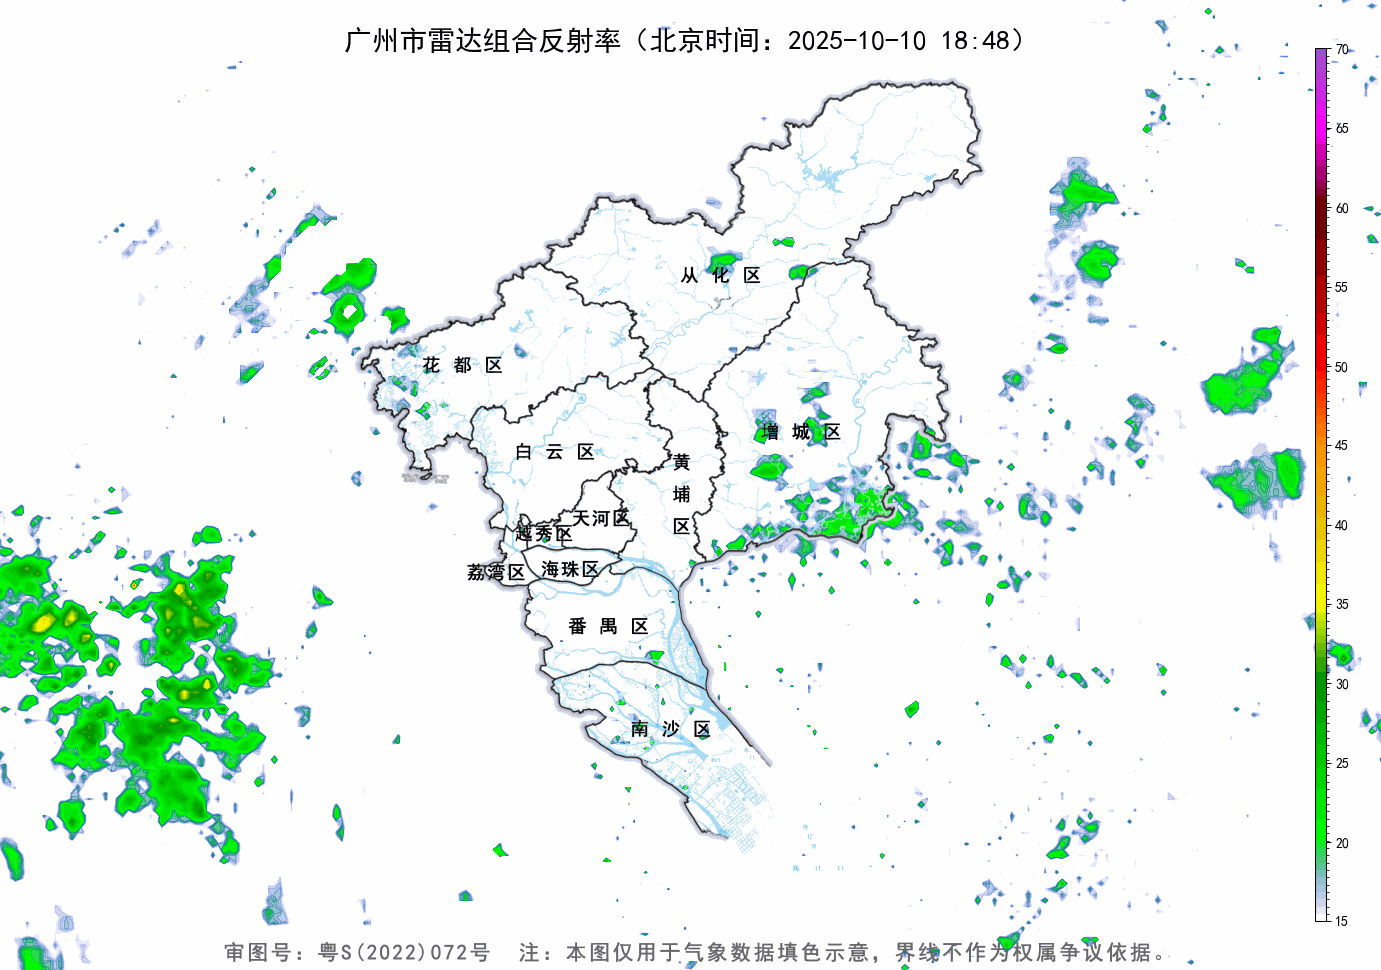 广州市雷达组合反射率（北京时间：2025-10-10 18:48）
70
65
60
55
50
45
40
35
30
25
20
15
从化区
花都区
增城区
白云区
黄埔区
天河区
越秀区
荔湾区
海珠区
番禺区
南沙区
审图号：粤S(2022)072号 注：本图仅用于气象数据填色示意，界线不作为权属争议依据。